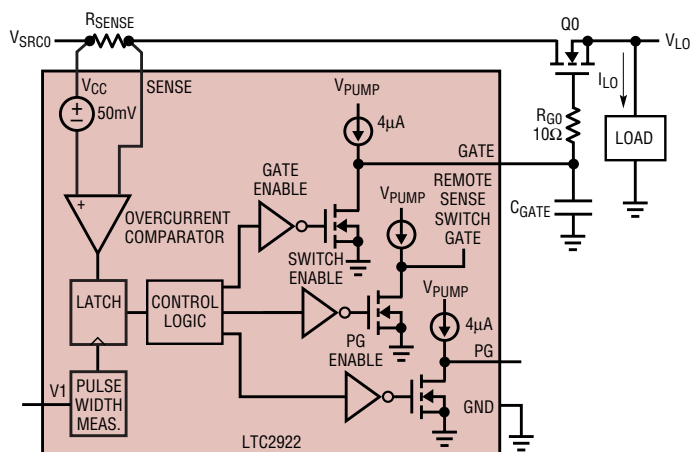 RSENSE
Q0
VSRC0
VLO
VCC
SENSE
VPUMP
ILO
+
−
50mV
4µA
RG0
10Ω
LOAD
GATE
GATE
ENABLE
REMOTE
SENSE
SWITCH
GATE
VPUMP
CGATE
+
OVERCURRENT
COMPARATOR
SWITCH
ENABLE
LATCH
CONTROL
LOGIC
VPUMP
4µA
PG
ENABLE
PG
V1
PULSE
WIDTH
MEAS.
GND
LTC2922